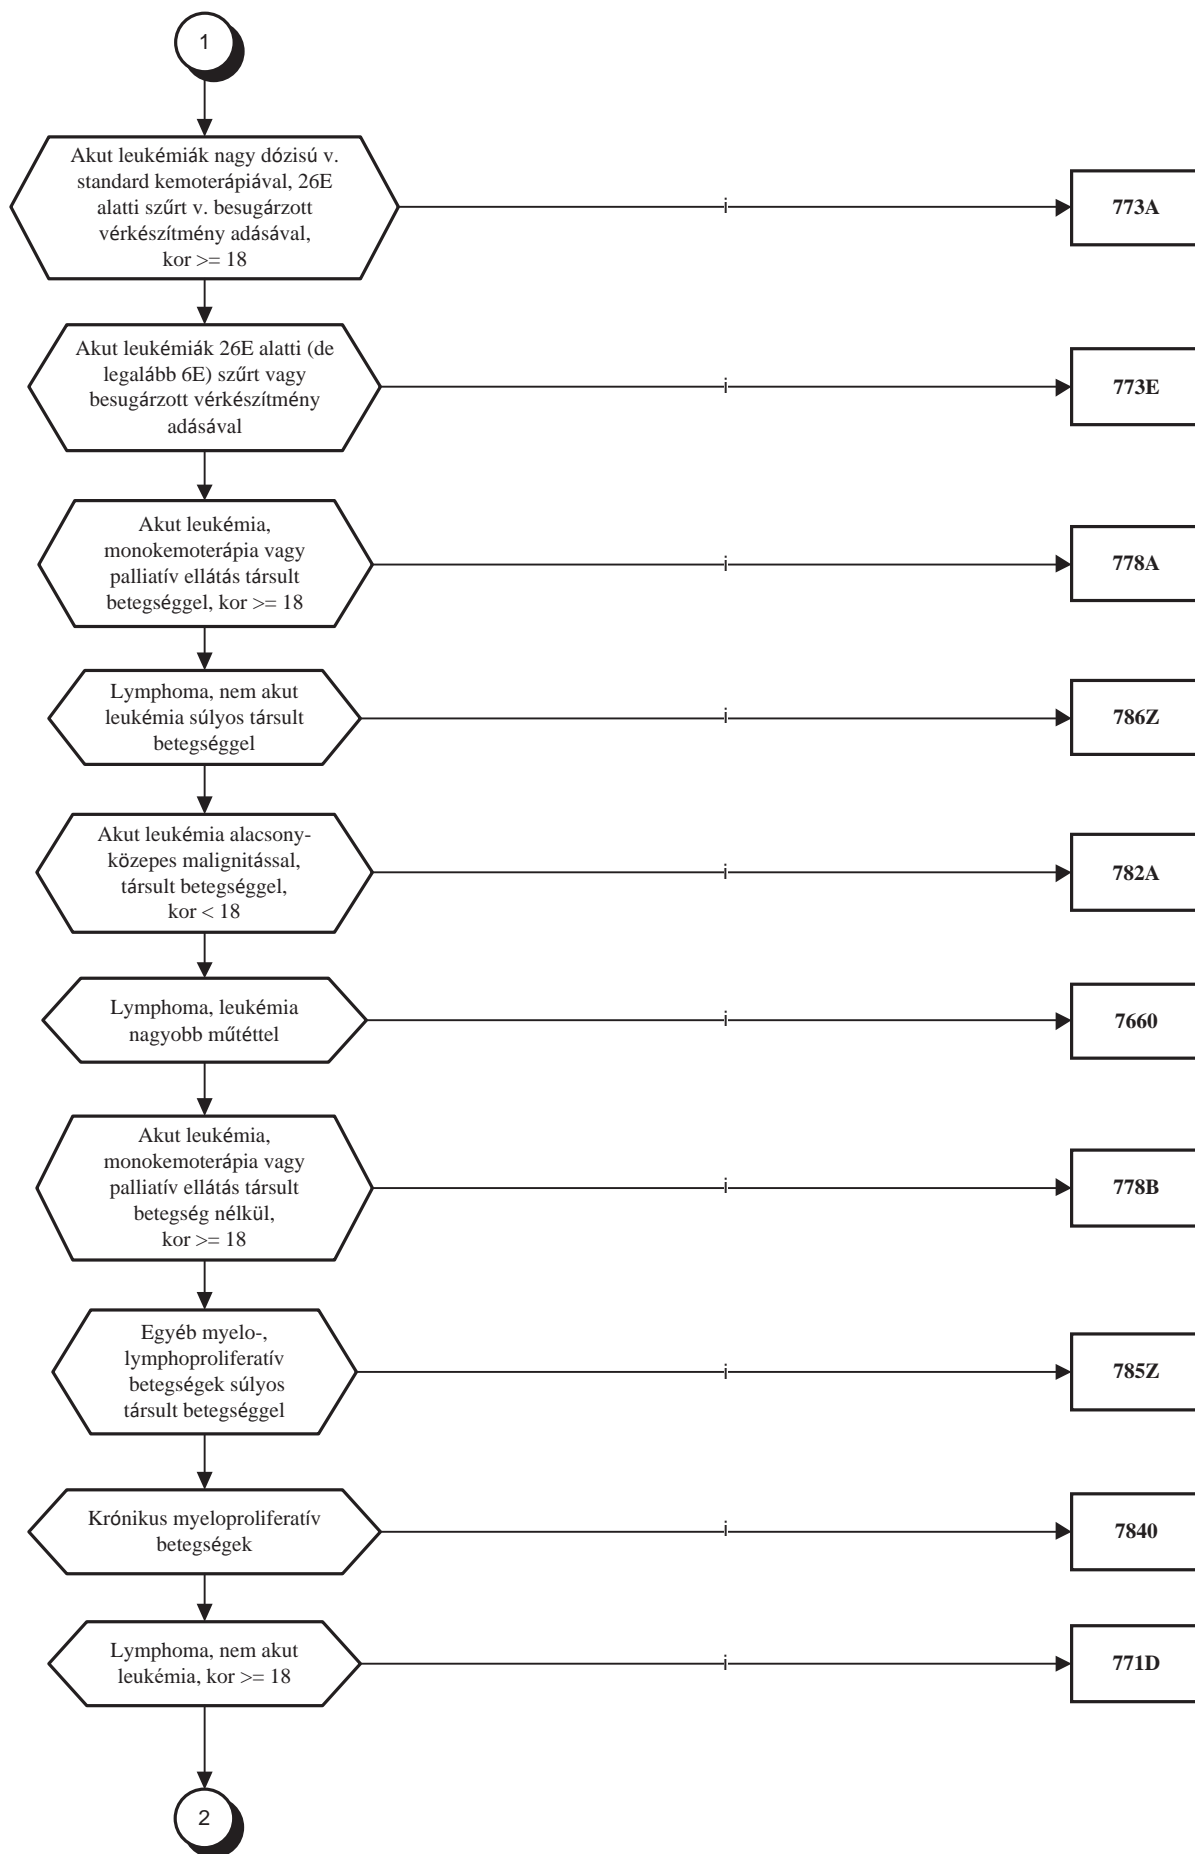 1
Akut leukémiák nagy dózisú v.
standard kemoterápiával, 26E
alatti szűrt v. besugárzott
vérkészítmény adásával,
kor >= 18
i
773A
Akut leukémiák 26E alatti (de
legalább 6E) szűrt vagy
besugárzott vérkészítmény
adásával
i
773E
Akut leukémia,
monokemoterápia vagy
palliatív ellátás társult
betegséggel, kor >= 18
i
778A
Lymphoma, nem akut
leukémia súlyos társult
betegséggel
i
786Z
Akut leukémia alacsony-
közepes malignitással,
társult betegséggel,
kor < 18
i
782A
Lymphoma, leukémia
nagyobb műtéttel
i
7660
Akut leukémia,
monokemoterápia vagy
palliatív ellátás társult
betegség nélkül,
kor >= 18
i
778B
Egyéb myelo-,
lymphoproliferatív
betegségek súlyos
társult betegséggel
i
785Z
Krónikus myeloproliferatív
betegségek
i
7840
Lymphoma, nem akut
leukémia, kor >= 18
i
771D
2